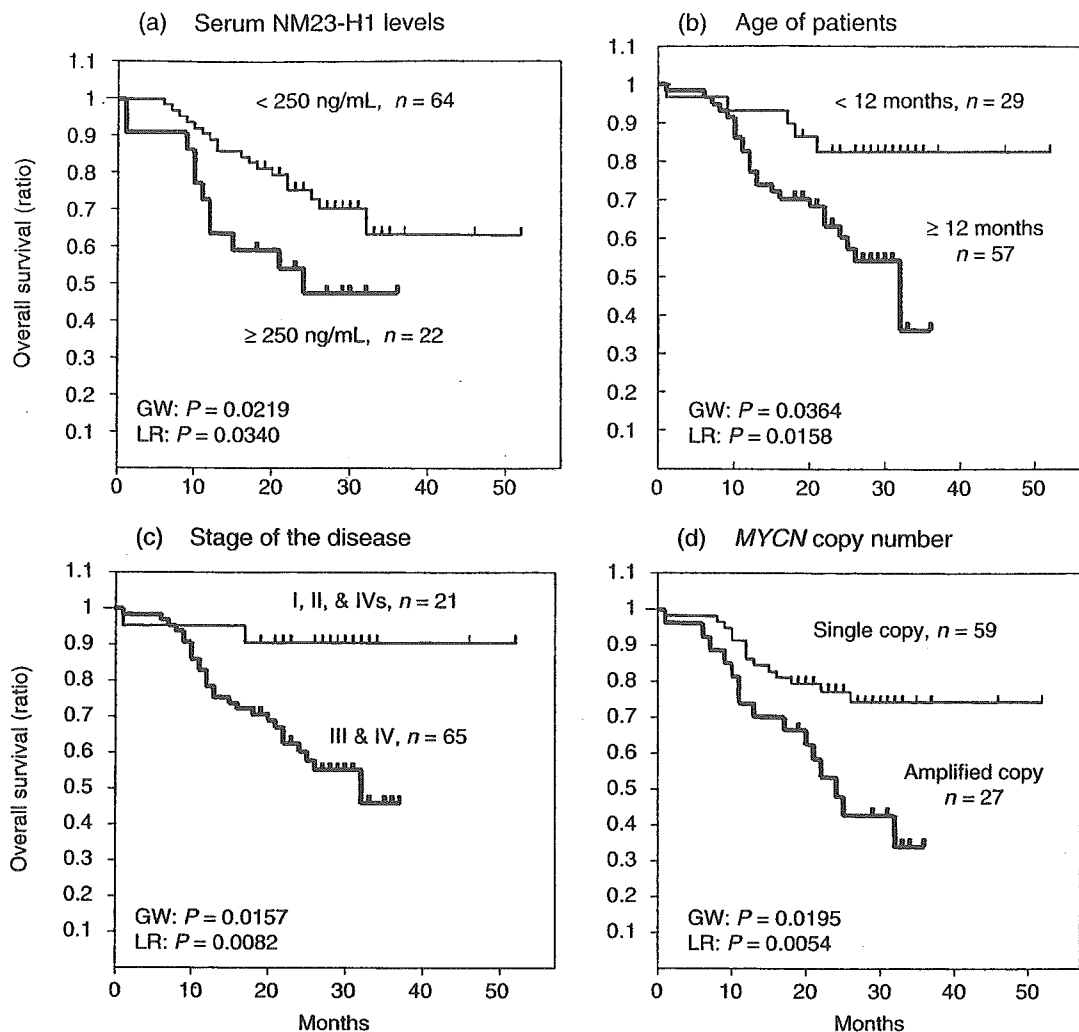 (a) Serum NM23-H1 levels
1.1
1
0.9
0.8
0.7
0.6
0.5
0.4
0.3
0.2
0.1
Overall survival (ratio)
< 250 ng/mL, n = 64
≥ 250 ng/mL, n = 22
GW: P = 0.0219
LR: P = 0.0340
0 10 20 30 40 50
(b) Age of patients
1.1
1
0.9
0.8
0.7
0.6
0.5
0.4
0.3
0.2
0.1
< 12 months, n = 29
≥ 12 months
n = 57
GW: P = 0.0364
LR: P = 0.0158
0 10 20 30 40 50
(c) Stage of the disease
1.1
1
0.9
0.8
0.7
0.6
0.5
0.4
0.3
0.2
0.1
Overall survival (ratio)
I, II, & IVs, n = 21
III & IV, n = 65
GW: P = 0.0157
LR: P = 0.0082
0 10 20 30 40 50
Months
(d) MYCN copy number
1.1
1
0.9
0.8
0.7
0.6
0.5
0.4
0.3
0.2
0.1
Single copy, n = 59
Amplified copy
n = 27
GW: P = 0.0195
LR: P = 0.0054
0 10 20 30 40 50
Months